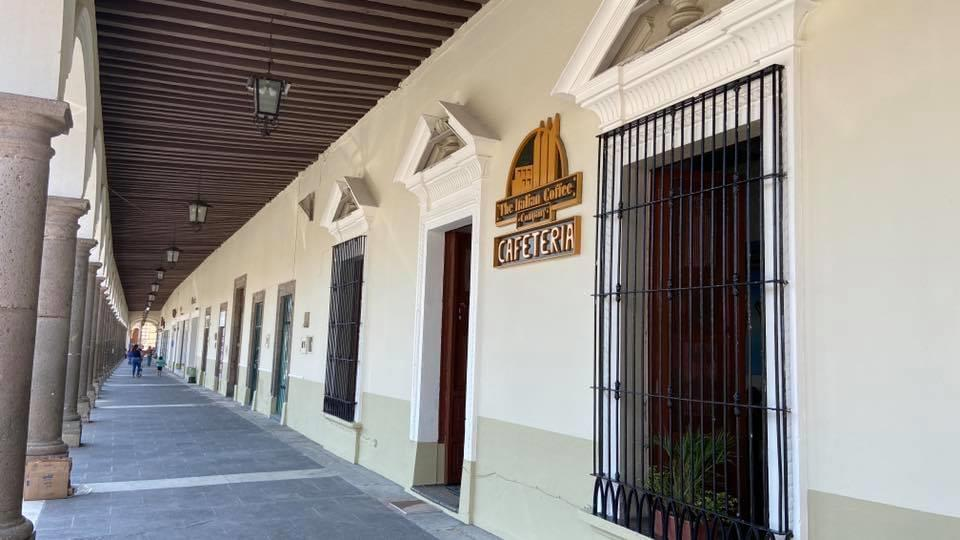 The Italian Coffee
Company
CAFETERIA